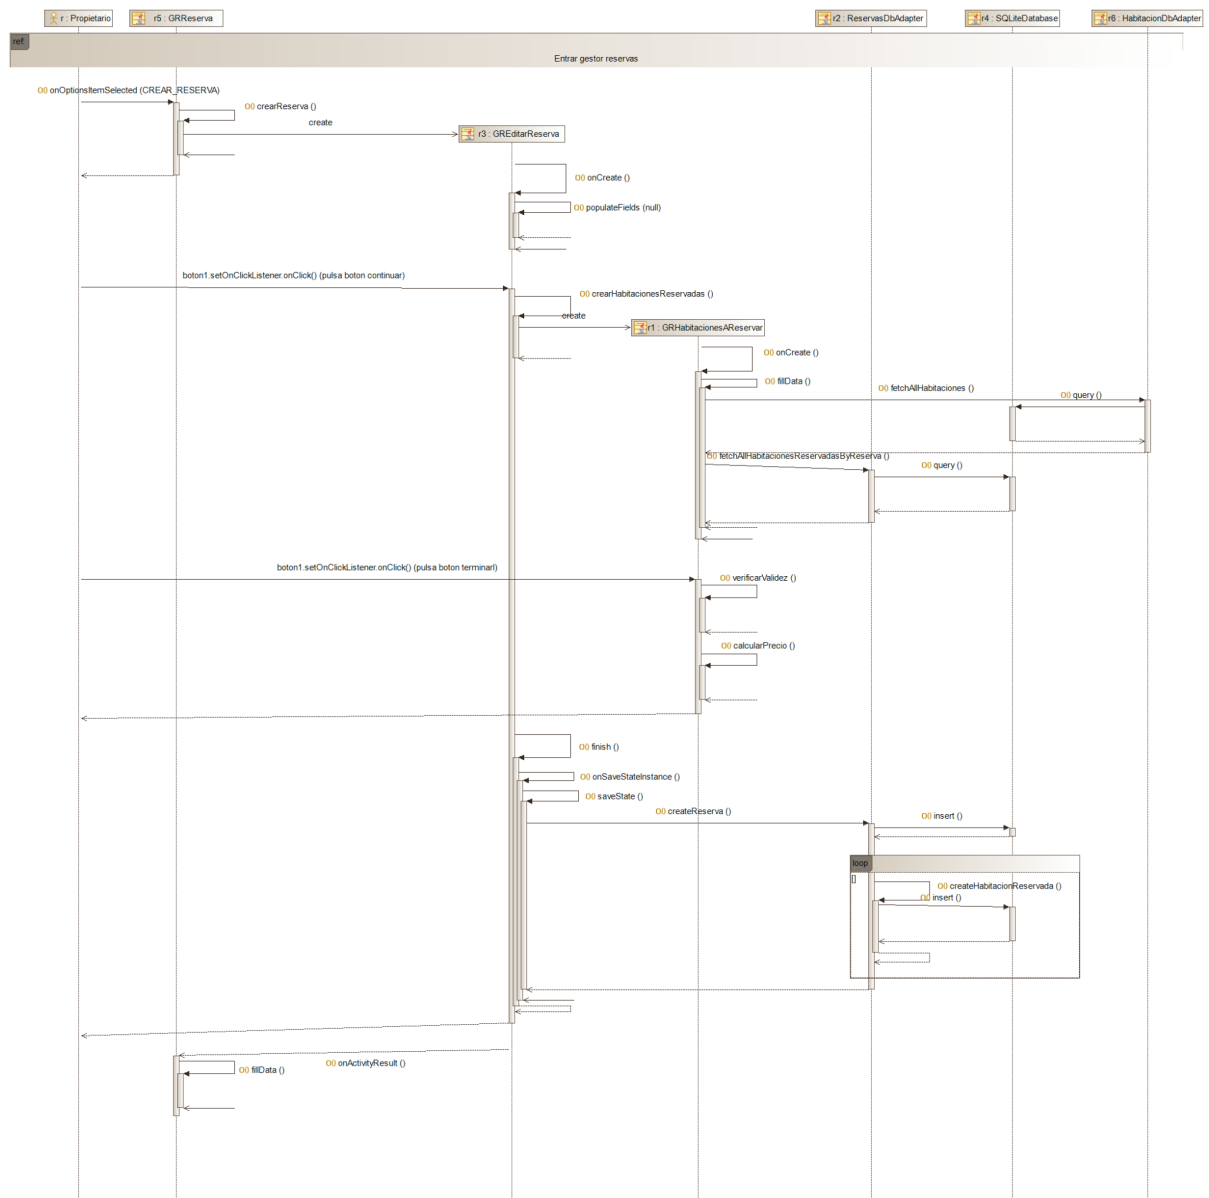 r : Propietario
r5 : GRReserva
r2 : ReservasDbAdapter
r4 : SQLiteDatabase
r6 : HabitacionDbAdapter
ref
Entrar gestor reservas
onOptionsItemSelected (CREAR_RESERVA)
crearReserva ()
create
r3 : GREditarReserva
onCreate ()
populateFields (null)
boton1.setOnClickListener.onClick() (pulsa boton continuar)
crearHabitacionesReservadas ()
create
r1 : GRHabitacionesAReservar
onCreate ()
fillData ()
fetchAllHabitaciones ()
query ()
fetchAllHabitacionesReservadasByReserva ()
query ()
boton1.setOnClickListener.onClick() (pulsa boton terminarl)
verificarValidez ()
calcularPrecio ()
finish ()
onSaveStateInstance ()
saveState ()
createReserva ()
insert ()
loop
[]
createHabitacionReservada ()
insert ()
onActivityResult ()
fillData ()